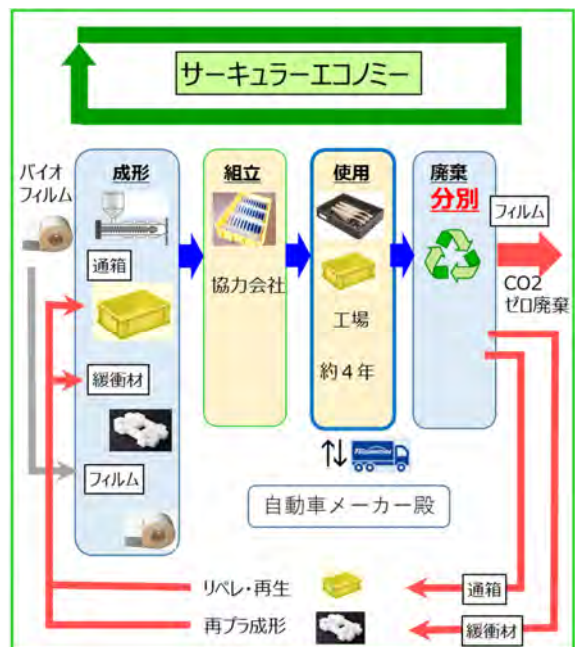 サーキュラーエコノミー
バイオ
フィルム
成形
通箱
緩衝材
フィルム
組立
協力会社
使用
工場
約4年
廃棄
分別
フィルム
CO2
ゼロ廃棄
自動車メーカー殿
リペレ・再生
通箱
再プラ成形
緩衝材